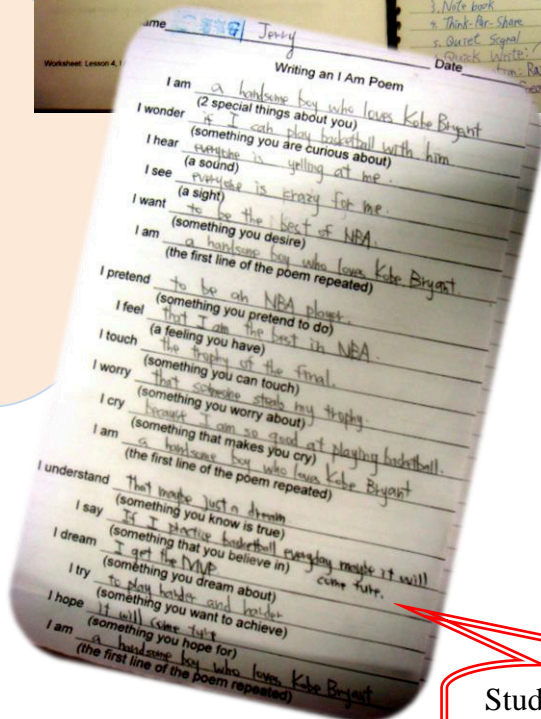 3. Note book
4. Think-Par-Share
5. Quiet Signal
Quick Write:
Worksheet: Lesson 4,
ame Jerry Date
Writing an I Am Poem
I am a handsome boy who loves Kobe Bryant
(2 special things about you)
I wonder if I can play basketball with him
(something you are curious about)
I hear everyone is yelling at me.
(a sound)
I see everyone is crazy for me.
(a sight)
I want to be the best of NBA.
(something you desire)
I am a handsome boy who loves Kobe Bryant.
(the first line of the poem repeated)
I pretend to be an NBA player.
(something you pretend to do)
I feel that I am the best in NBA.
(a feeling you have)
I touch the trophy of the final.
(something you can touch)
I worry that someone steals my trophy.
(something you worry about)
I cry because I am so good at playing basketball.
(something that makes you cry)
I am a handsome boy who loves Kobe Bryant
(the first line of the poem repeated)
I understand that maybe just a dream
(something you know is true)
I say If I practice basketball everyday maybe it will
(something that you believe in) come ture.
I dream I get the MVP
(something you dream about)
I try to play harder and harder
(something you want to achieve)
I hope it will come ture
(something you hope for)
I am a handsome boy who loves Kobe Bryant
(the first line of the poem repeated)
Stud